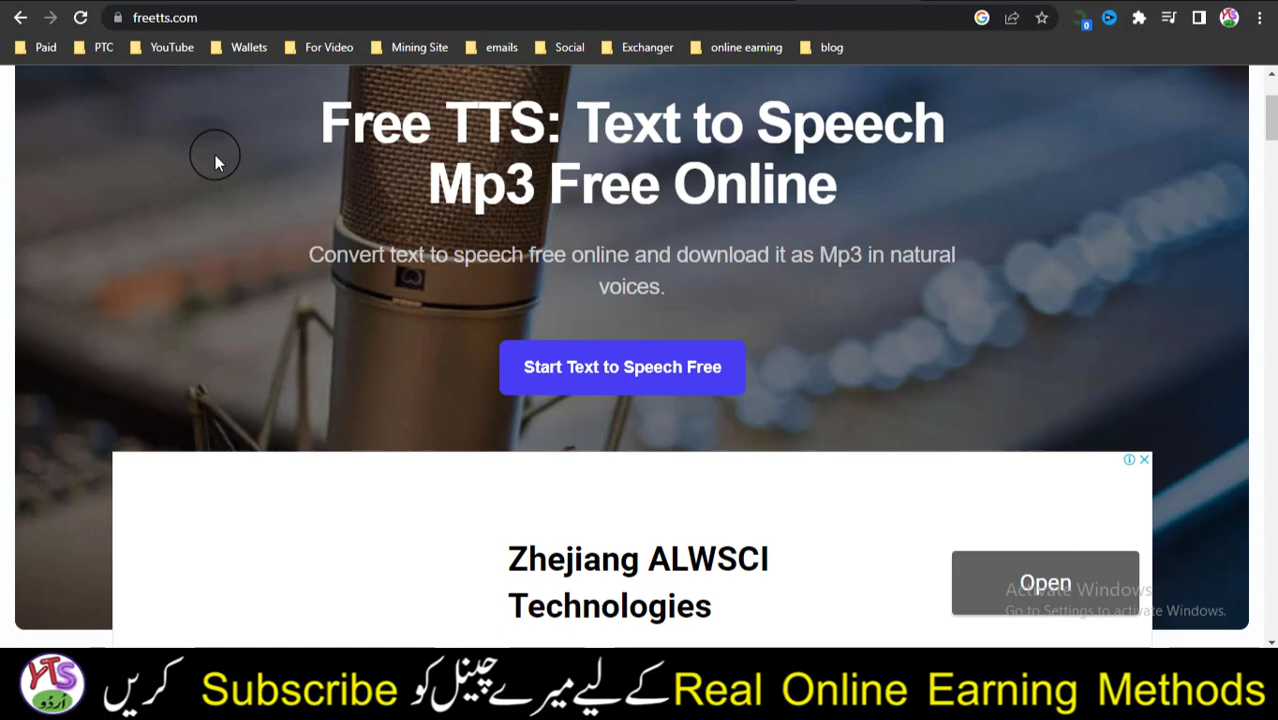 freetts.com
0
Paid PTC YouTube Wallets For Video Mining Site emails Social Exchanger online earning blog
Free TTS: Text to Speech
Mp3 Free Online
Convert text to speech free online and download it as Mp3 in natural
voices.
Start Text to Speech Free
Zhejiang ALWSCI
Technologies
Open
Activate Windows
Go to Settings to activate Windows.
YTS
اردو
Real Online Earning Methods کے لیے میرے چینل کو Subscribe کریں